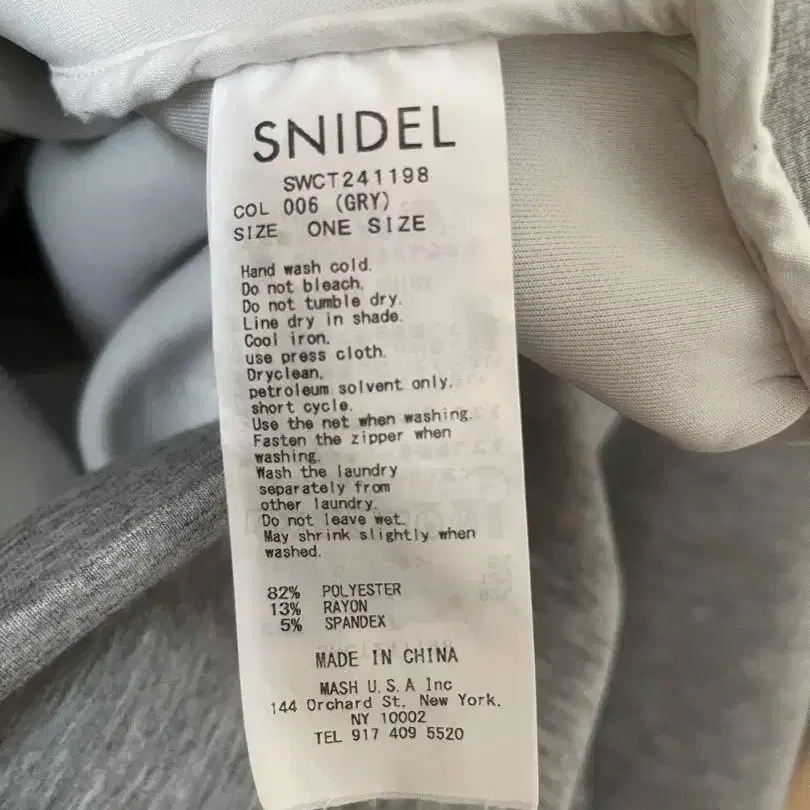 SNIDEL
SWCT241198
COL 006 (GRY)
SIZE ONE SIZE
Hand wash cold.
Do not bleach.
Do not tumble dry.
Line dry in shade.
Cool iron.
use press cloth.
Dryclean.
petroleum solvent only.
short cycle.
Use the net when washing.
Fasten the zipper when
washing.
Wash the laundry
separately from
other laundry.
Do not leave wet.
May shrink slightly when
washed.
82% POLYESTER
13% RAYON
5% SPANDEX
MADE IN CHINA
MASH U.S.A Inc
144 Orchard St. New York.
NY 10002
TEL 917 409 5520